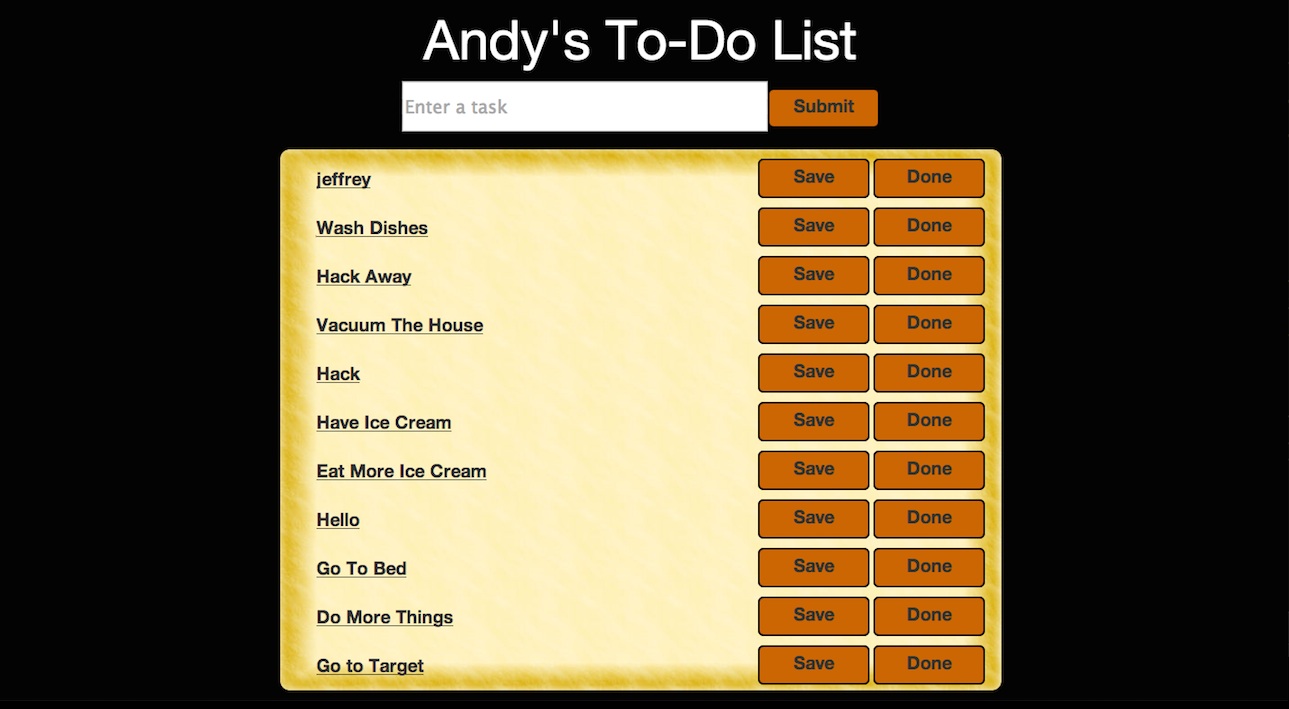 Andy's To-Do List
Enter a task Submit
jeffrey Save Done
Wash Dishes Save Done
Hack Away Save Done
Vacuum The House Save Done
Hack Save Done
Have Ice Cream Save Done
Eat More Ice Cream Save Done
Hello Save Done
Go To Bed Save Done
Do More Things Save Done
Go to Target Save Done